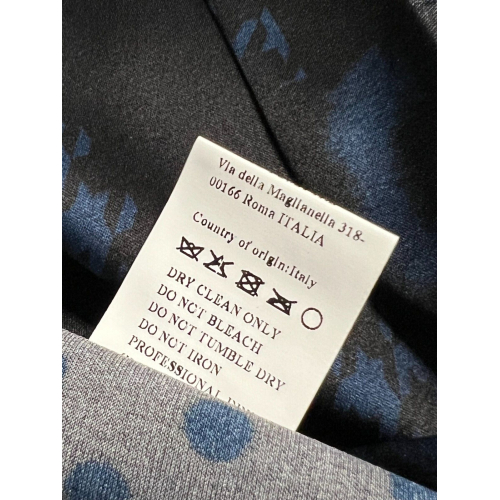 Via della Maglianella 318-
00166 Roma ITALIA
Country of origin:Italy
DRY CLEAN ONLY
DO NOT BLEACH
DO NOT TUMBLE DRY
DO NOT IRON
PROFESSIONAL